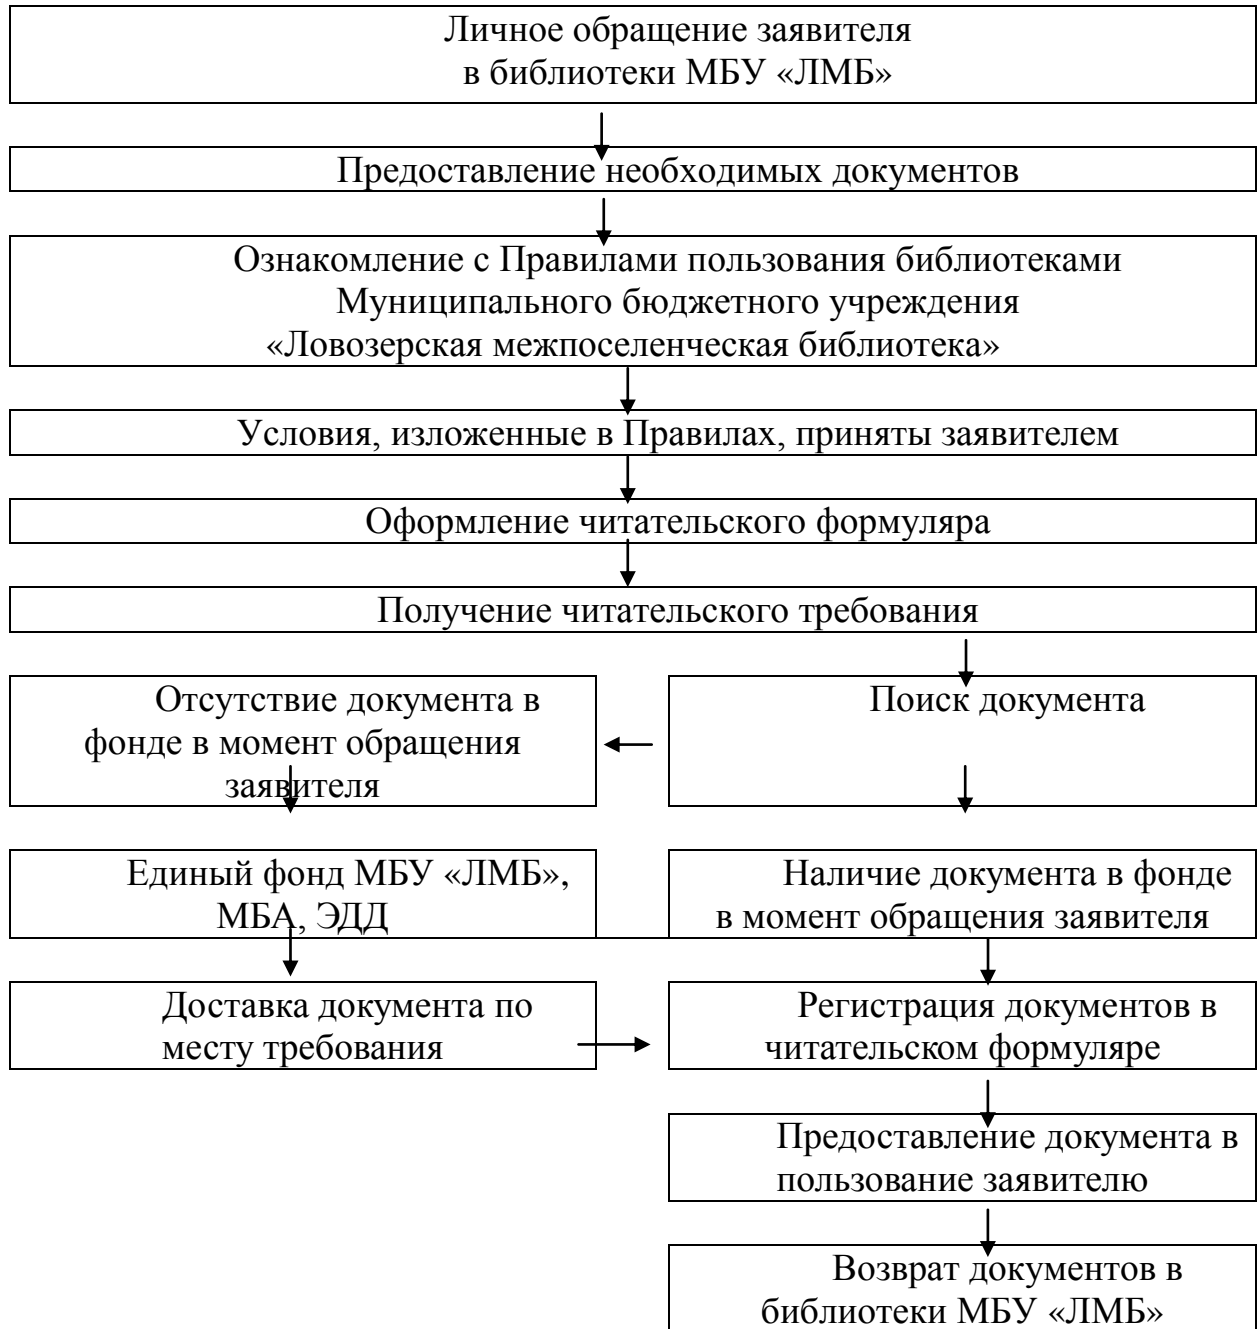 Личное обращение заявителя
в библиотеки МБУ «ЛМБ»
Предоставление необходимых документов
Ознакомление с Правилами пользования библиотеками
Муниципального бюджетного учреждения
«Ловозерская межпоселенческая библиотека»
Условия, изложенные в Правилах, приняты заявителем
Оформление читательского формуляра
Получение читательского требования
Отсутствие документа в
фонде в момент обращения
заявителя
Поиск документа
Единый фонд МБУ «ЛМБ»,
МБА, ЭДД
Наличие документа в фонде
в момент обращения заявителя
Доставка документа по
месту требования
Регистрация документов в
читательском формуляре
Предоставление документа в
пользование заявителю
Возврат документов в
библиотеки МБУ «ЛМБ»